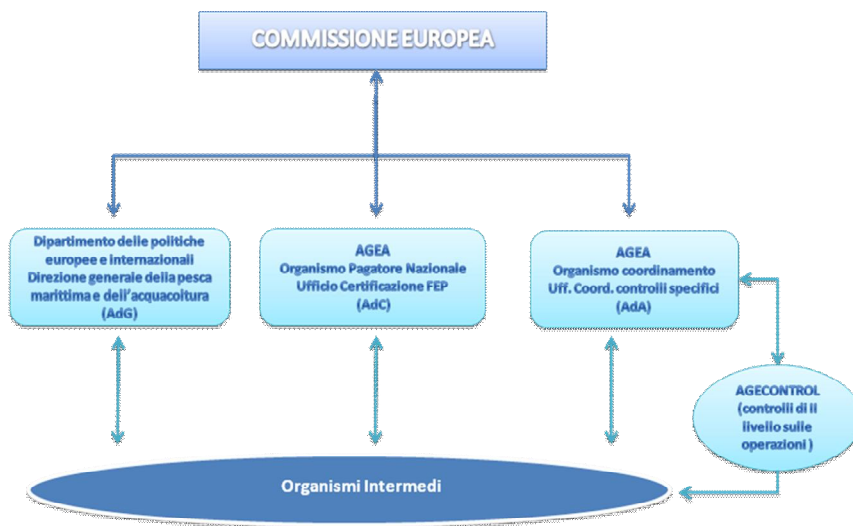 COMMISSIONE EUROPEA
Dipartimento delle politiche
europee e internazionali
Direzione generale della pesca
marittima e dell'acquacoltura
(AdG)
AGEA
Organismo Pagatore Nazionale
Ufficio Certificazione FEP
(AdC)
AGEA
Organismo coordinamento
Uff. Coord. controlli specifici
(AdA)
AGECONTROL
(controlli di II
livello sulle
operazioni )
Organismi Intermedi